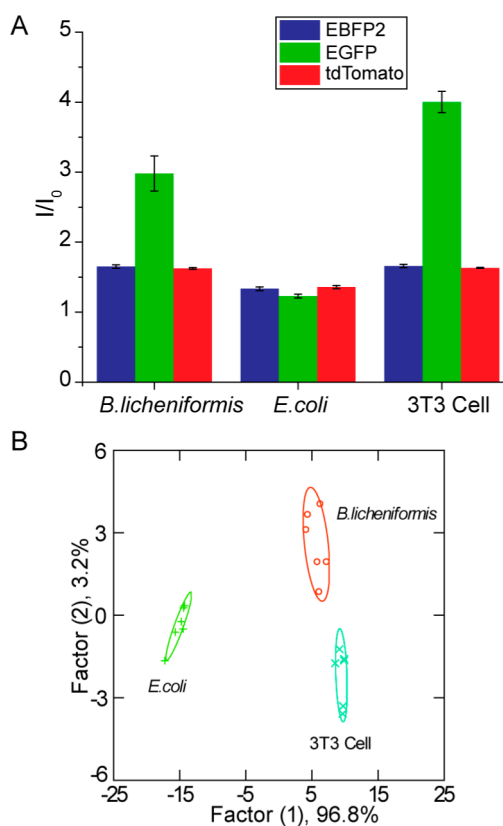 A
EBFP2
EGFP
tdTomato
5
4
3
2
1
0
I/I0
B.licheniformis E.coli 3T3 Cell
B
6
3
-0
-3
-6
Factor (2), 3.2%
B.licheniformis
E.coli
3T3 Cell
-25 -15 -5 5 15 25
Factor (1), 96.8%